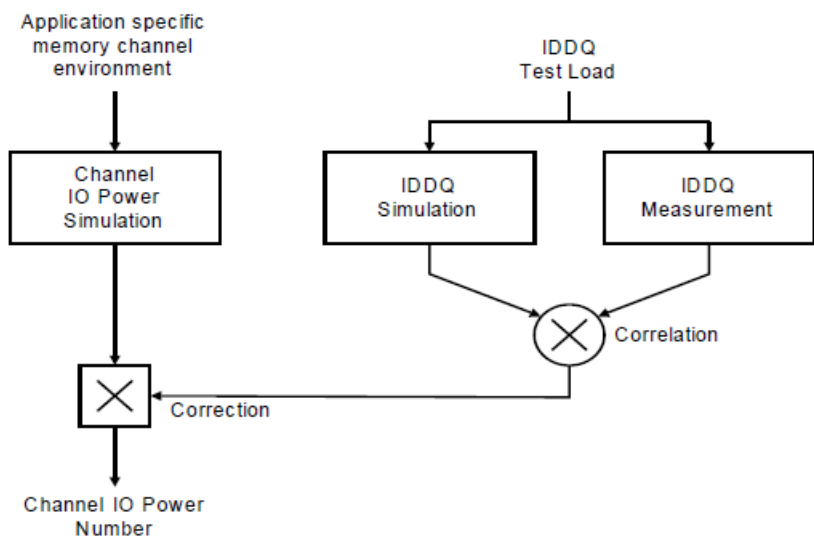 Application specific
memory channel
environment
IDDQ
Test Load
Channel
IO Power
Simulation
IDDQ
Simulation
IDDQ
Measurement
Correlation
Correction
Channel IO Power
Number